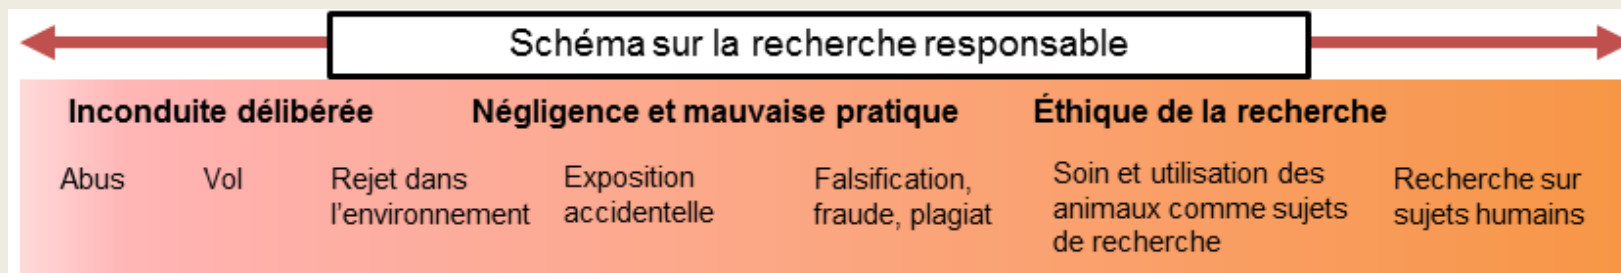 Schéma sur la recherche responsable
Inconduite délibérée
Négligence et mauvaise pratique
Éthique de la recherche
Abus
Vol
Rejet dans
l'environnement
Exposition
accidentelle
Falsification,
fraude, plagiat
Soin et utilisation des
animaux comme sujets
de recherche
Recherche sur
sujets humains